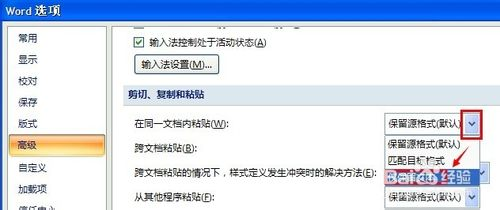 Word 选项
常用
显示
校对
保存
版式
高级
自定义
加载项
输入法控制处于活动状态(A)
输入法设置(M)...
剪切、复制和粘贴
在同一文档内粘贴(W):
保留源格式(默认)
保留源格式(默认)
匹配目标格式
跨文档粘贴(B):
跨文档粘贴的情况下，样式定义发生冲突时的解决方法(E):
Bai 经验
从其他程序粘贴(F):
保留源格式(默认)